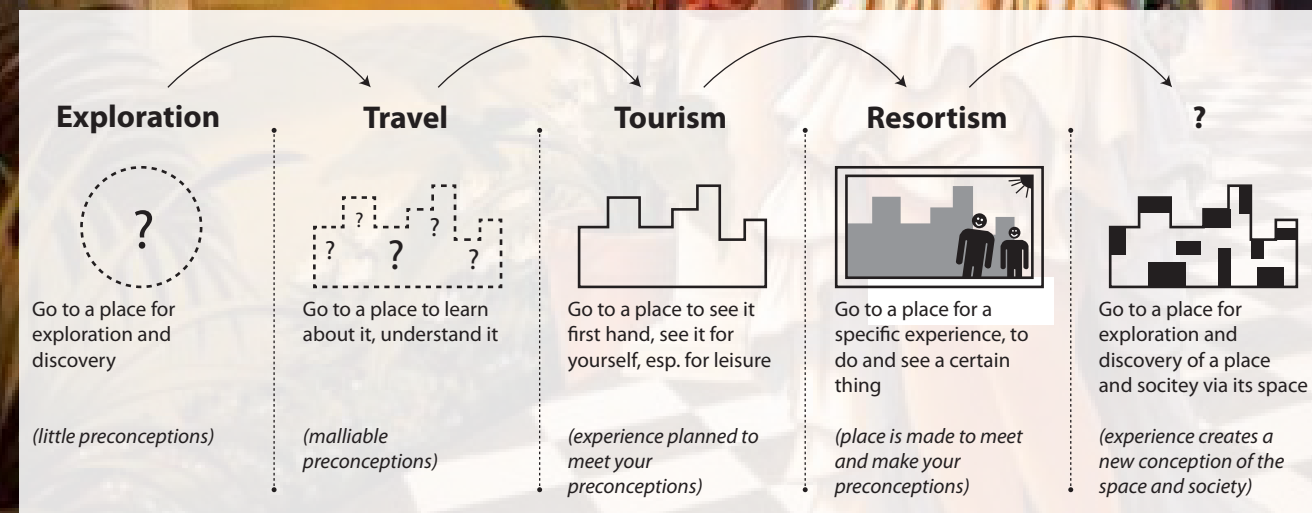 Exploration
?
Go to a place for
exploration and
discovery
(little preconceptions)
Travel
?
?
?
?
?
Go to a place to learn
about it, understand it
(malliable
preconceptions)
Tourism
Go to a place to see it
first hand, see it for
yourself, esp. for leisure
(experience planned to
meet your
preconceptions)
Resortism
Go to a place for a
specific experience, to
do and see a certain
thing
(place is made to meet
and make your
preconceptions)
?
Go to a place for
exploration and
discovery of a place
and socitey via its space
(experience creates a
new conception of the
space and society)